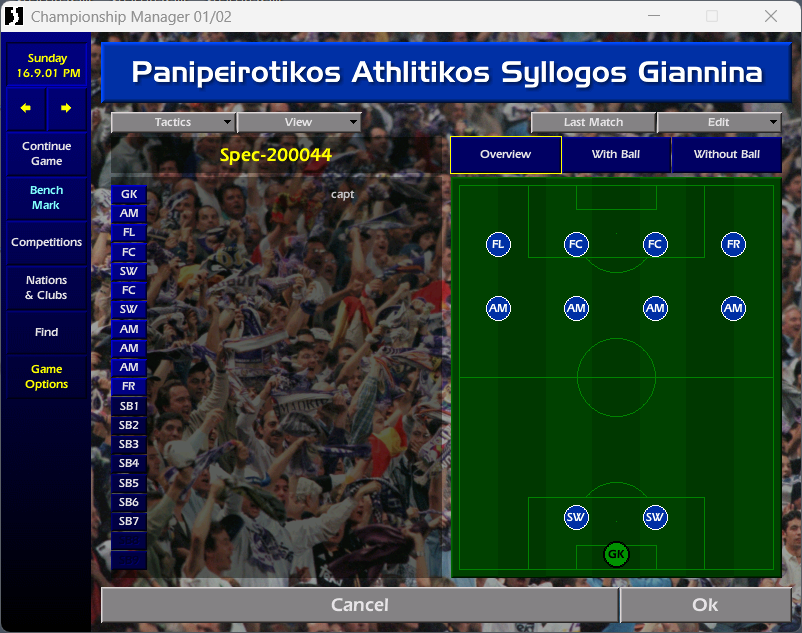 Championship Manager 01/02
Sunday
16.9.01 PM
Continue
Game
Bench
Mark
Competitions
Nations
& Clubs
Find
Game
Options
Panipeirotikos Athlitikos Syllogos Giannina
Tactics View Last Match Edit
Spec-200044
Overview With Ball Without Ball
GK capt
AM
FL
FC
SW
FC
SW
AM
AM
AM
FR
SB1
SB2
SB3
SB4
SB5
SB6
SB7
FL FC FC FR
AM AM AM AM
SW SW
GK
Cancel Ok